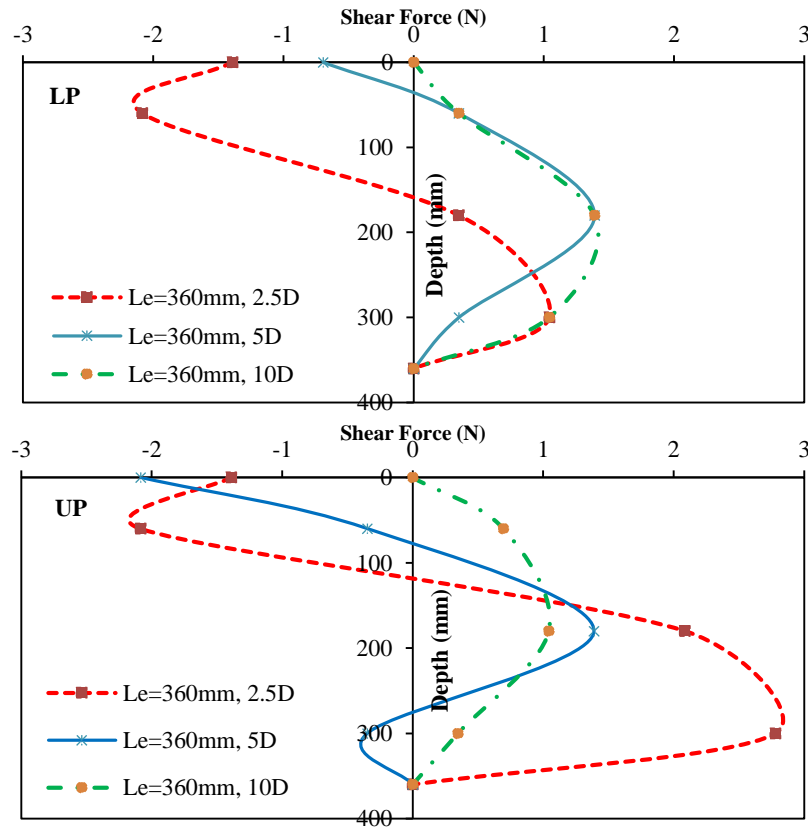 Shear Force (N)
-3 -2 -1 0 1 2 3
0
LP
100
Depth (mm)
200
Le=360mm, 2.5D
300
Le=360mm, 5D
Le=360mm, 10D
400
Shear Force (N)
-3 -2 -1 0 1 2 3
0
UP
100
Depth (mm)
200
Le=360mm, 2.5D
300
Le=360mm, 5D
Le=360mm, 10D
400